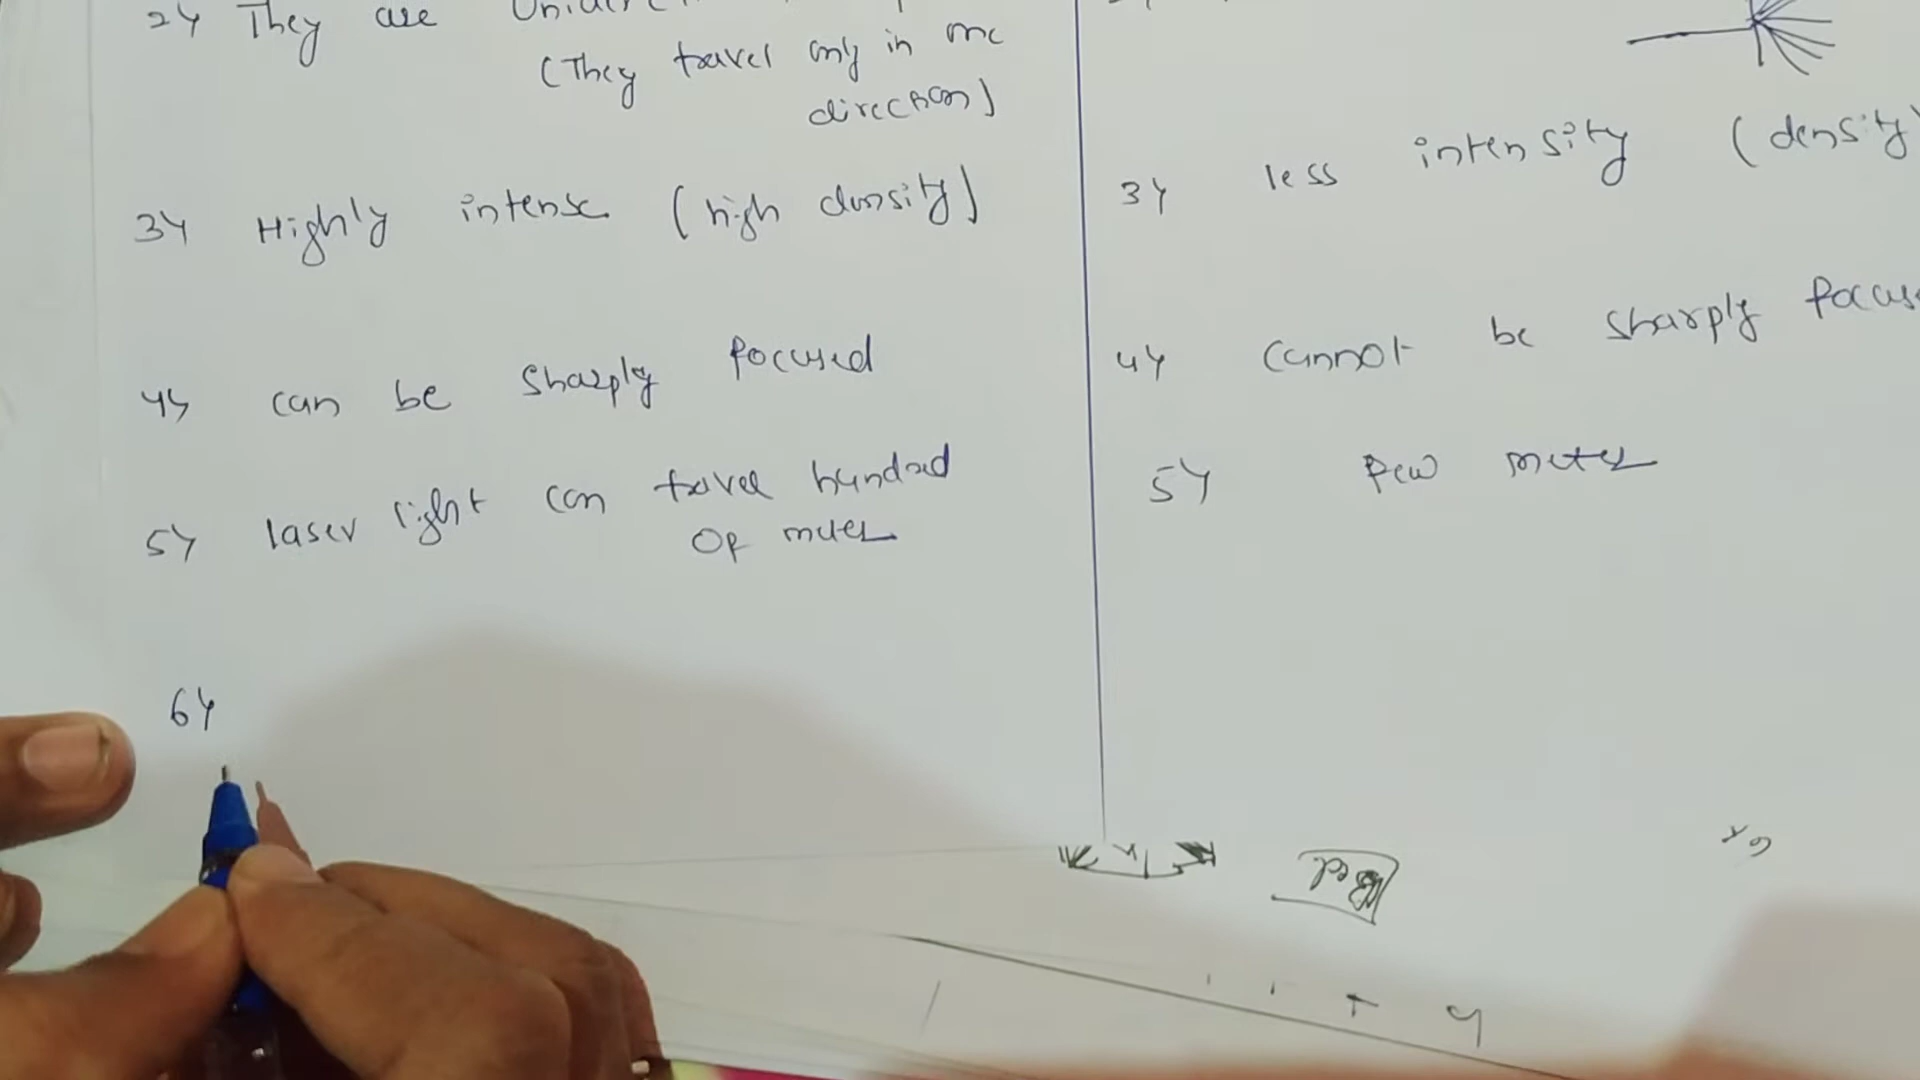 2) They are
(They travel only in one
direction)
3) Highly intense (high density)
4) can be sharply focused
5) laser light can travel hundred
of meter
6)
3) less intensity (density)
4) cannot be sharply
5) few meter
Bed